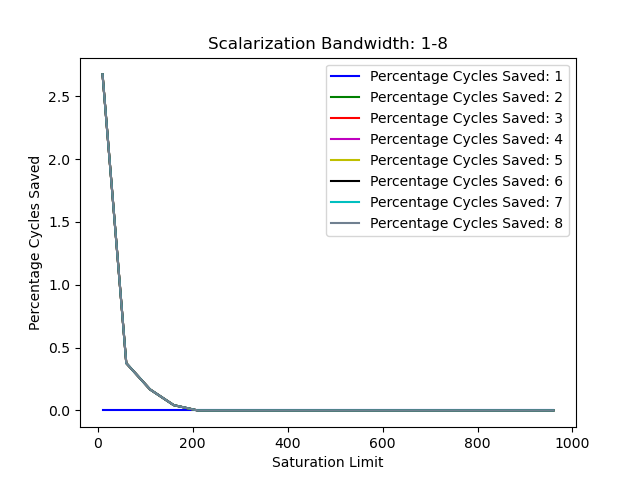 Scalarization Bandwidth: 1-8
Percentage Cycles Saved: 1
Percentage Cycles Saved: 2
Percentage Cycles Saved: 3
Percentage Cycles Saved: 4
Percentage Cycles Saved: 5
Percentage Cycles Saved: 6
Percentage Cycles Saved: 7
Percentage Cycles Saved: 8
Percentage Cycles Saved
2.5
2.0
1.5
1.0
0.5
0.0
0 200 400 600 800 1000
Saturation Limit